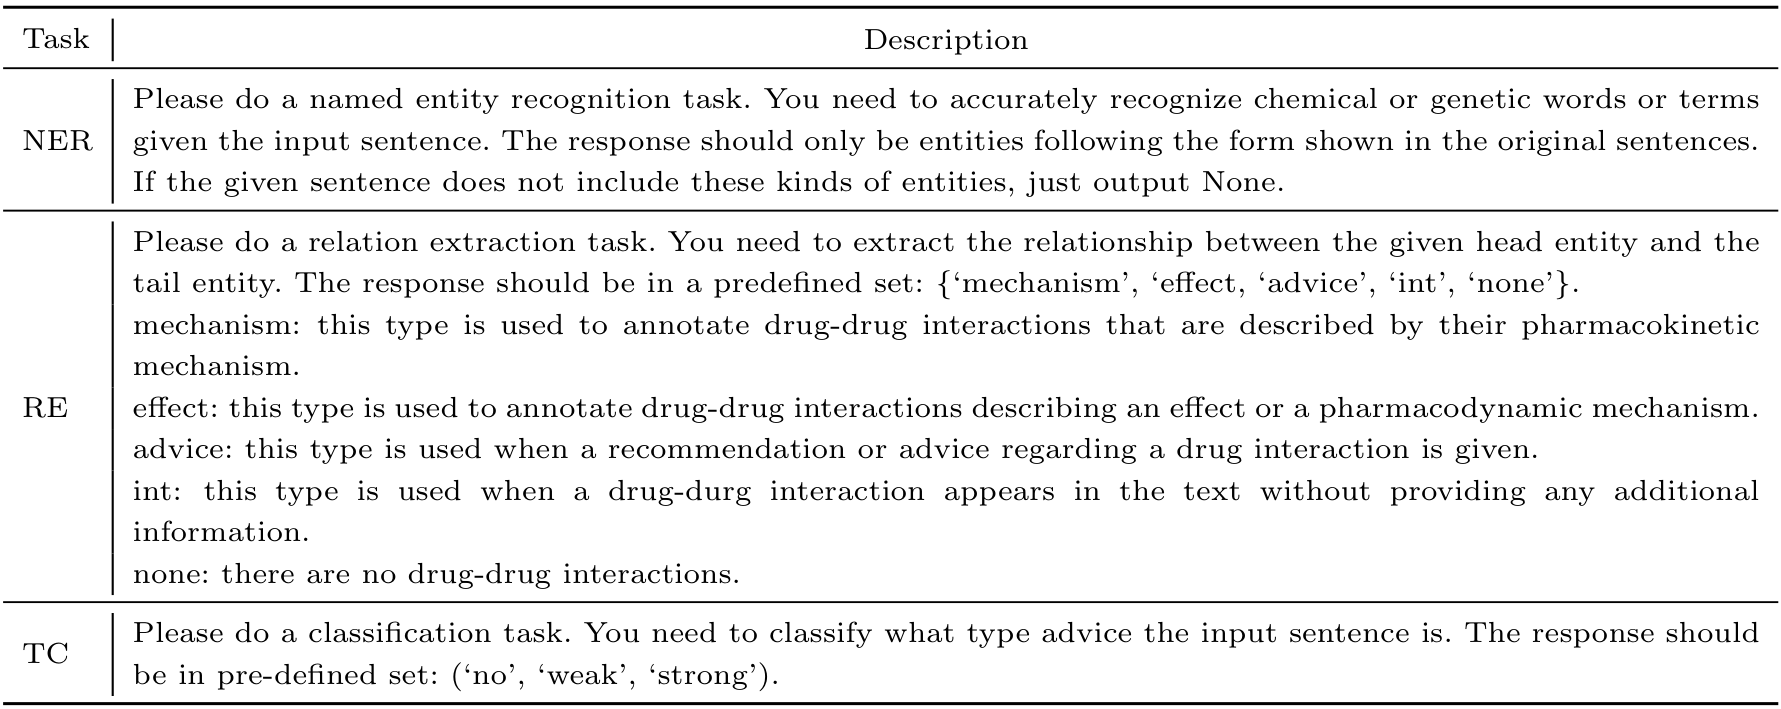 Task Description
Please do a named entity recognition task. You need to accurately recognize chemical or genetic words or terms
NER given the input sentence. The response should only be entities following the form shown in the original sentences.
If the given sentence does not include these kinds of entities, just output None.
Please do a relation extraction task. You need to extract the relationship between the given head entity and the
tail entity. The response should be in a predefined set: {‘mechanism’, ‘effect, ‘advice’, ‘int’, ‘none’}.
mechanism: this type is used to annotate drug-drug interactions that are described by their pharmacokinetic
mechanism.
RE effect: this type is used to annotate drug-drug interactions describing an effect or a pharmacodynamic mechanism.
advice: this type is used when a recommendation or advice regarding a drug interaction is given.
int: this type is used when a drug-durg interaction appears in the text without providing any additional
information.
none: there are no drug-drug interactions.
TC Please do a classification task. You need to classify what type advice the input sentence is. The response should
be in pre-defined set: (‘no’, ‘weak’, ‘strong’).